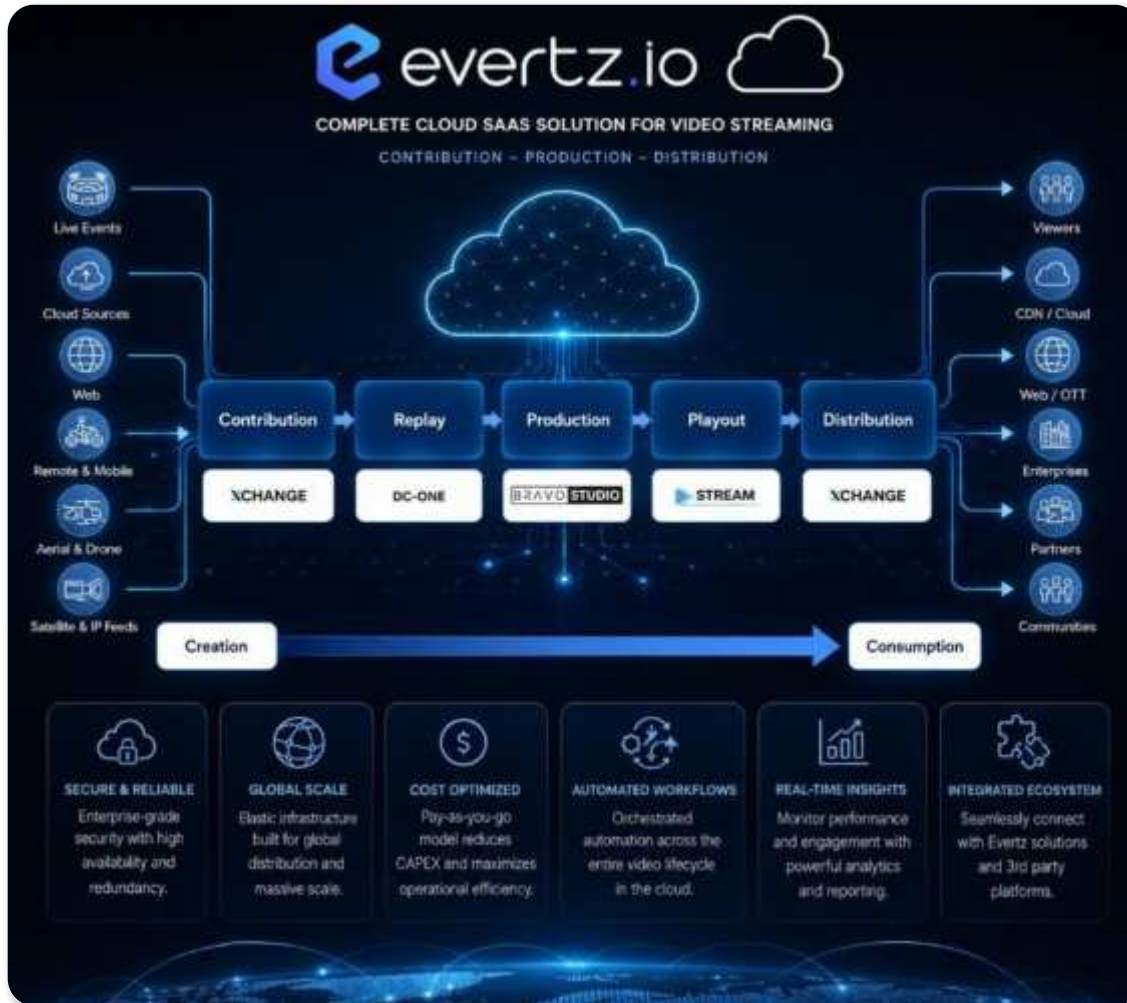 evertz.io
COMPLETE CLOUD SAAS SOLUTION FOR VIDEO STREAMING
CONTRIBUTION – PRODUCTION – DISTRIBUTION
Live Events
Cloud Sources
Web
Remote & Mobile
Aerial & Drone
Satellite & IP Feeds
Viewers
CDN / Cloud
Web / OTT
Enterprises
Partners
Communities
Contribution
Replay
Production
Playout
Distribution
XCHANGE
DC-ONE
BRAVO STUDIO
STREAM
XCHANGE
Creation
Consumption
SECURE & RELIABLE
Enterprise-grade
security with high
availability and
redundancy.
GLOBAL SCALE
Elastic infrastructure
built for global
distribution and
massive scale.
COST OPTIMIZED
Pay-as-you-go
model reduces
CAPEX and maximizes
operational efficiency.
AUTOMATED WORKFLOWS
Orchestrated
automation across the
entire video lifecycle
in the cloud.
REAL-TIME INSIGHTS
Monitor performance
and engagement with
powerful analytics
and reporting.
INTEGRATED ECOSYSTEM
Seamlessly connect
with Evertz solutions
and 3rd party
platforms.